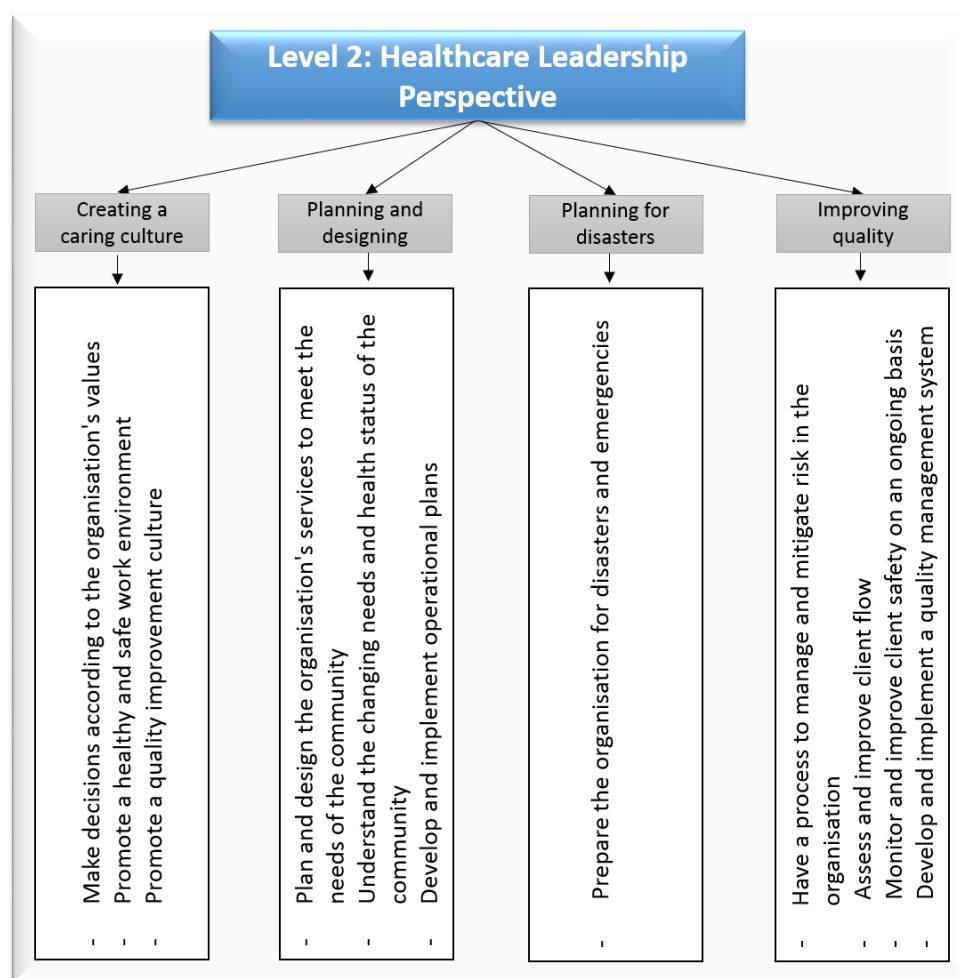 Level 2: Healthcare Leadership
Perspective
Creating a
caring culture
- Make decisions according to the organisation's values
- Promote a healthy and safe work environment
- Promote a quality improvement culture
Planning and
designing
- Plan and design the organisation's services to meet the
needs of the community
- Understand the changing needs and health status of the
community
- Develop and implement operational plans
Planning for
disasters
- Prepare the organisation for disasters and emergencies
Improving
quality
- Have a process to manage and mitigate risk in the
organisation
- Assess and improve client flow
- Monitor and improve client safety on an ongoing basis
- Develop and implement a quality management system